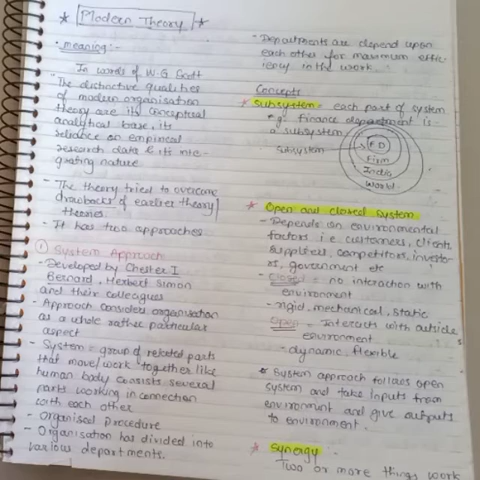 * Modern Theory *
• meaning:-
In words of W.G Scott
"The distinctive qualities
of modern organisation
theory are its conceptual
analytical base, its
reliance on empirical
research data & its inte-
grating nature
- The theory tried to overcome
drawbacks of earlier theory/
theories.
- It has two approaches.
① System Approach
- Developed by Chester I
Bernard, Herbert Simon
and their colleagues
- Approach considers organisation
as a whole rather particular
aspect
- System = group of related parts
that move/work together like
human body consists several
parts working in connection
with each other
- Organised procedure
- Organisation has divided into
various departments.
- Departments are depend upon
each other for maximum effic-
iency in the work.
Concepts
* Subsystem = each part of system
eg. finance department is
a subsystem
subsystem
FD
Firm
India
World
* Open and closed System
- Depends on environmental
factors i.e. customers, clients
suppliers, competitors, investo-
rs, government etc
- closed = no interaction with
environment
- rigid, mechanical, static
open = Interacts with outside
environment
- dynamic, flexible
* System approach follows open
system and take inputs from
environment and give outputs
to environment.
* Synergy
Two or more things work